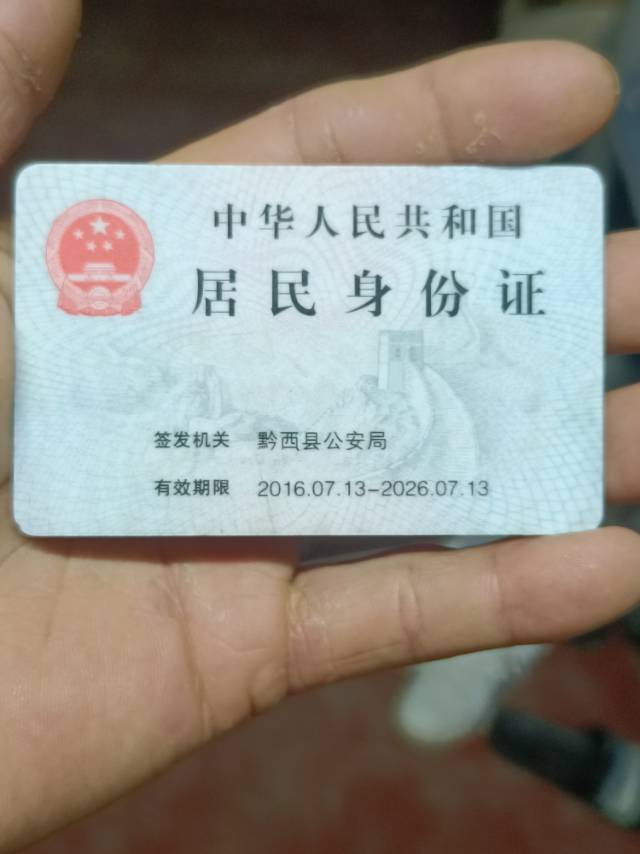 中华人民共和国
居民身份证
签发机关 黔西县公安局
有效期限 2016.07.13-2026.07.13